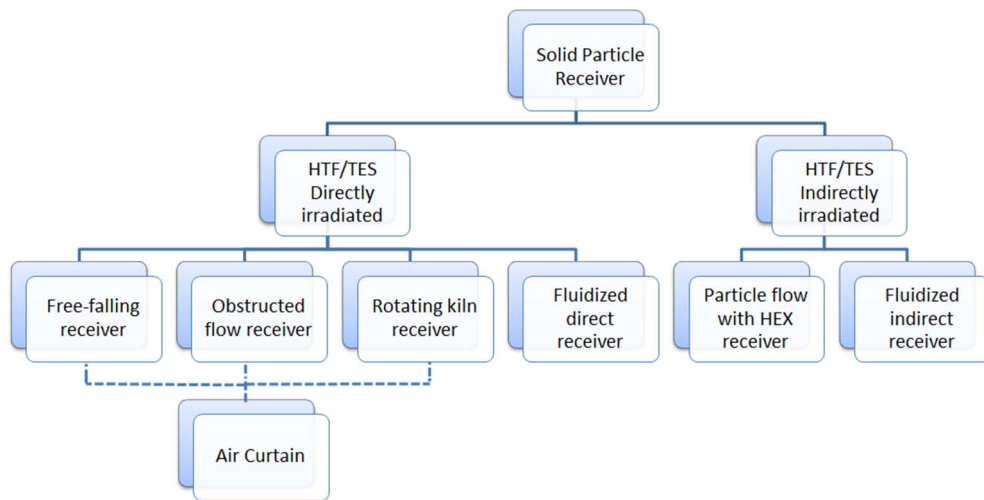 Solid Particle
Receiver
HTF/TES
Directly
irradiated
HTF/TES
Indirectly
irradiated
Free-falling
receiver
Obstructed
flow receiver
Rotating kiln
receiver
Fluidized
direct
receiver
Particle flow
with HEX
receiver
Fluidized
indirect
receiver
Air Curtain